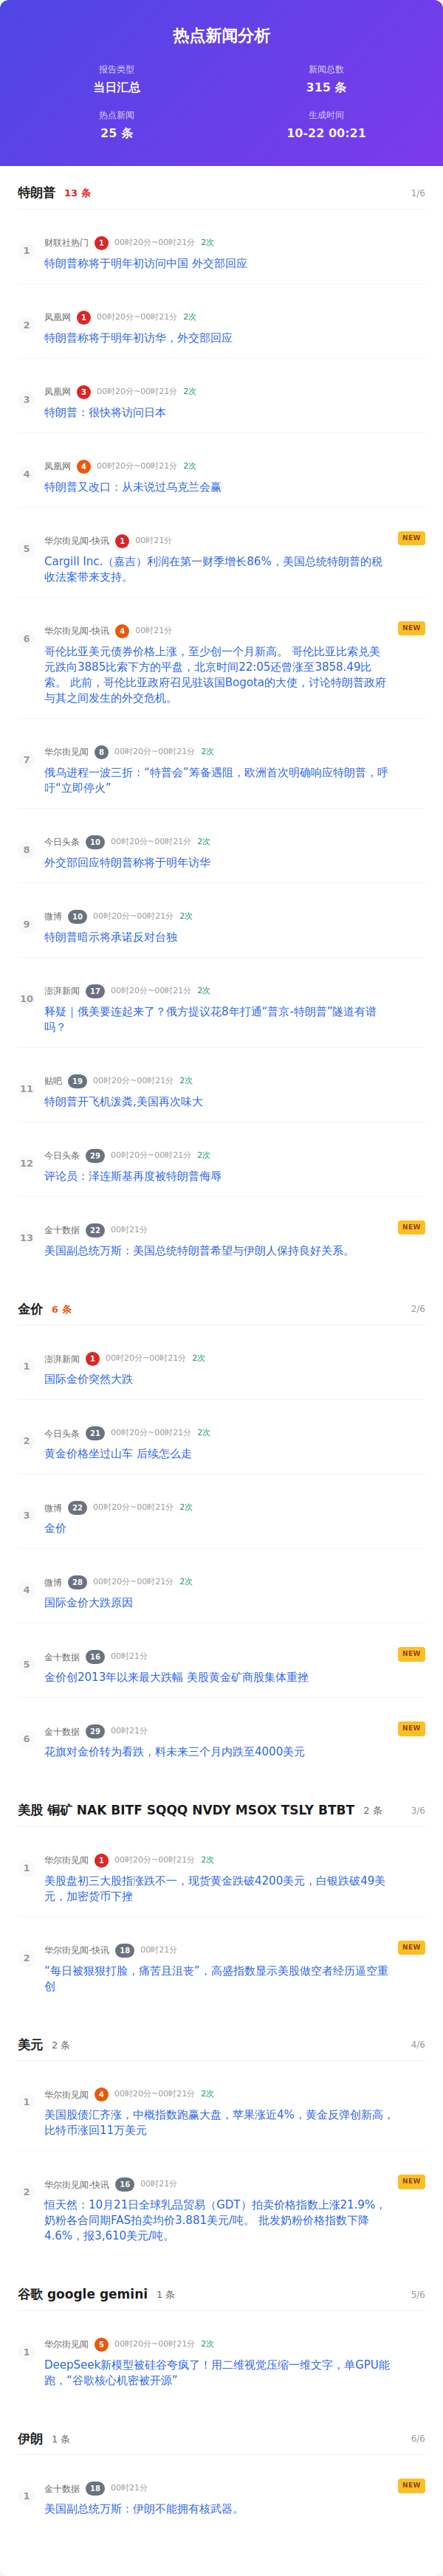 热点新闻分析
报告类型
当日汇总
新闻总数
315 条
热点新闻
25 条
生成时间
10-22 00:21
特朗普 13 条 1/6
1
财联社热门 1 00时20分~00时21分 2次
特朗普称将于明年初访问中国 外交部回应
2
凤凰网 1 00时20分~00时21分 2次
特朗普称将于明年初访华，外交部回应
3
凤凰网 3 00时20分~00时21分 2次
特朗普：很快将访问日本
4
凤凰网 4 00时20分~00时21分 2次
特朗普又改口：从未说过乌克兰会赢
5
华尔街见闻-快讯 1 00时21分 NEW
Cargill Inc.（嘉吉）利润在第一财季增长86%，美国总统特朗普的税
收法案带来支持。
6
华尔街见闻-快讯 4 00时21分 NEW
哥伦比亚美元债券价格上涨，至少创一个月新高。 哥伦比亚比索兑美
元跌向3885比索下方的平盘，北京时间22:05还曾涨至3858.49比
索。 此前，哥伦比亚政府召见驻该国Bogota的大使，讨论特朗普政府
与其之间发生的外交危机。
7
华尔街见闻 8 00时20分~00时21分 2次
俄乌进程一波三折：“特普会”筹备遇阻，欧洲首次明确响应特朗普，呼
吁“立即停火”
8
今日头条 10 00时20分~00时21分 2次
外交部回应特朗普称将于明年访华
9
微博 10 00时20分~00时21分 2次
特朗普暗示将承诺反对台独
10
澎湃新闻 17 00时20分~00时21分 2次
释疑｜俄美要连起来了？俄方提议花8年打通“普京-特朗普”隧道有谱
吗？
11
贴吧 19 00时20分~00时21分 2次
特朗普开飞机泼粪,美国再次味大
12
今日头条 29 00时20分~00时21分 2次
评论员：泽连斯基再度被特朗普侮辱
13
金十数据 22 00时21分 NEW
美国副总统万斯：美国总统特朗普希望与伊朗人保持良好关系。
金价 6 条 2/6
1
澎湃新闻 1 00时20分~00时21分 2次
国际金价突然大跌
2
今日头条 21 00时20分~00时21分 2次
黄金价格坐过山车 后续怎么走
3
微博 22 00时20分~00时21分 2次
金价
4
微博 28 00时20分~00时21分 2次
国际金价大跌原因
5
金十数据 16 00时21分 NEW
金价创2013年以来最大跌幅 美股黄金矿商股集体重挫
6
金十数据 29 00时21分 NEW
花旗对金价转为看跌，料未来三个月内跌至4000美元
美股 铜矿 NAK BITF SQQQ NVDY MSOX TSLY BTBT 2 条 3/6
1
华尔街见闻 1 00时20分~00时21分 2次
美股盘初三大股指涨跌不一，现货黄金跌破4200美元，白银跌破49美
元，加密货币下挫
2
华尔街见闻-快讯 18 00时21分 NEW
“每日被狠狠打脸，痛苦且沮丧”，高盛指数显示美股做空者经历逼空重
创
美元 2 条 4/6
1
华尔街见闻 4 00时20分~00时21分 2次
美国股债汇齐涨，中概指数跑赢大盘，苹果涨近4%，黄金反弹创新高，
比特币涨回11万美元
2
华尔街见闻-快讯 16 00时21分 NEW
恒天然：10月21日全球乳品贸易（GDT）拍卖价格指数上涨21.9%，
奶粉各合同期FAS拍卖均价3.881美元/吨。 批发奶粉价格指数下降
4.6%，报3,610美元/吨。
谷歌 google gemini 1 条 5/6
1
华尔街见闻 5 00时20分~00时21分 2次
DeepSeek新模型被硅谷夸疯了！用二维视觉压缩一维文字，单GPU能
跑，“谷歌核心机密被开源”
伊朗 1 条 6/6
1
金十数据 18 00时21分 NEW
美国副总统万斯：伊朗不能拥有核武器。